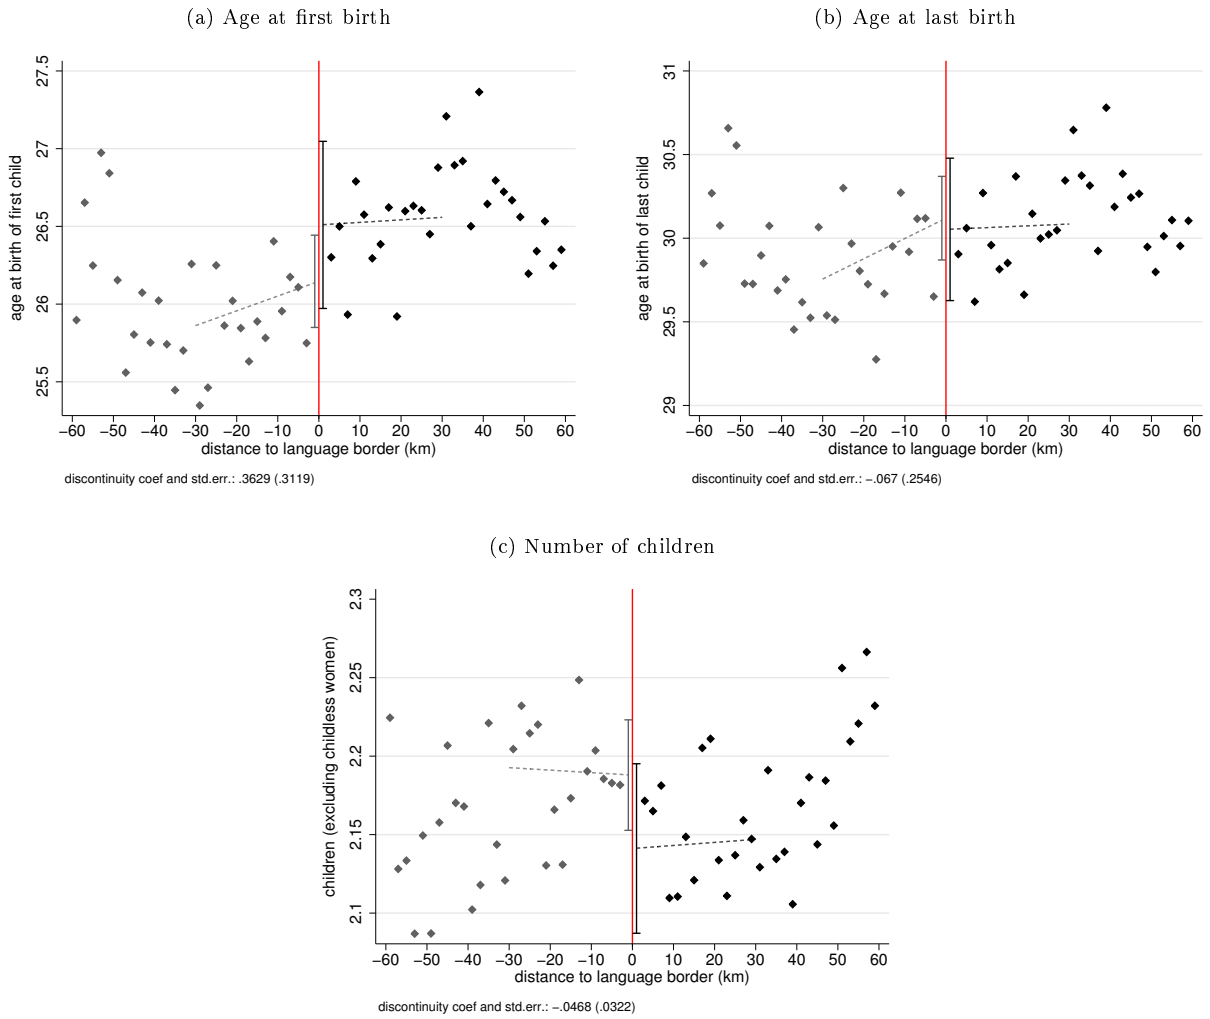 (a) Age at first birth
age at birth of first child
27.5
27
26.5
26
25.5
−60 −50 −40 −30 −20 −10 0 10 20 30 40 50 60
distance to language border (km)
discontinuity coef and std.err.: .3629 (.3119)
(b) Age at last birth
age at birth of last child
31
30.5
30
29.5
29
−60 −50 −40 −30 −20 −10 0 10 20 30 40 50 60
distance to language border (km)
discontinuity coef and std.err.: −.067 (.2546)
(c) Number of children
children (excluding childless women)
2.3
2.25
2.2
2.15
2.1
−60 −50 −40 −30 −20 −10 0 10 20 30 40 50 60
distance to language border (km)
discontinuity coef and std.err.: −.0468 (.0322)